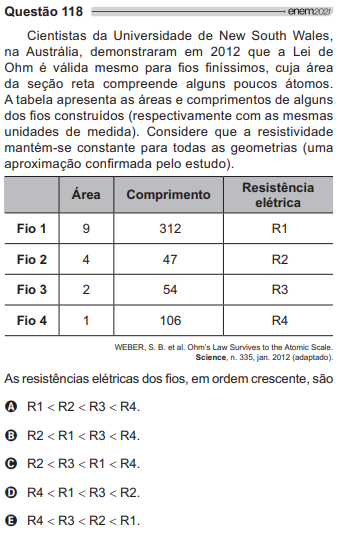 Questão 118 enem2021
Cientistas da Universidade de New South Wales,
na Austrália, demonstraram em 2012 que a Lei de
Ohm é válida mesmo para fios finíssimos, cuja área
da seção reta compreende alguns poucos átomos.
A tabela apresenta as áreas e comprimentos de alguns
dos fios construídos (respectivamente com as mesmas
unidades de medida). Considere que a resistividade
mantém-se constante para todas as geometrias (uma
aproximação confirmada pelo estudo).
Área Comprimento Resistência elétrica
Fio 1 9 312 R1
Fio 2 4 47 R2
Fio 3 2 54 R3
Fio 4 1 106 R4
WEBER, S. B. et al. Ohm's Law Survives to the Atomic Scale.
Science, n. 335, jan. 2012 (adaptado).
As resistências elétricas dos fios, em ordem crescente, são
A R1 < R2 < R3 < R4.
B R2 < R1 < R3 < R4.
C R2 < R3 < R1 < R4.
D R4 < R1 < R3 < R2.
E R4 < R3 < R2 < R1.